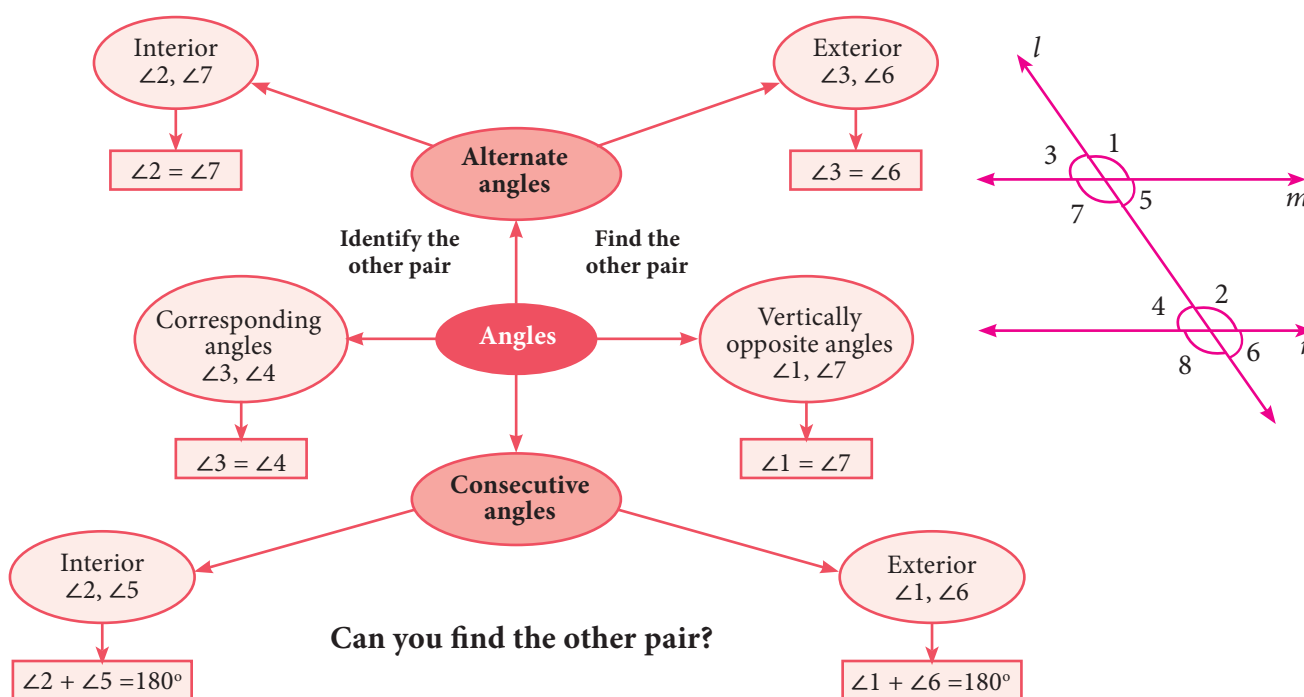 Interior
∠2, ∠7
∠2 = ∠7
Exterior
∠3, ∠6
∠3 = ∠6
Alternate
angles
Identify the
other pair
Find the
other pair
Corresponding
angles
∠3, ∠4
∠3 = ∠4
Angles
Vertically
opposite angles
∠1, ∠7
∠1 = ∠7
Consecutive
angles
Interior
∠2, ∠5
∠2 + ∠5 =180°
Exterior
∠1, ∠6
∠1 + ∠6 =180°
Can you find the other pair?
l
1
3
m
7
5
2
4
8
6